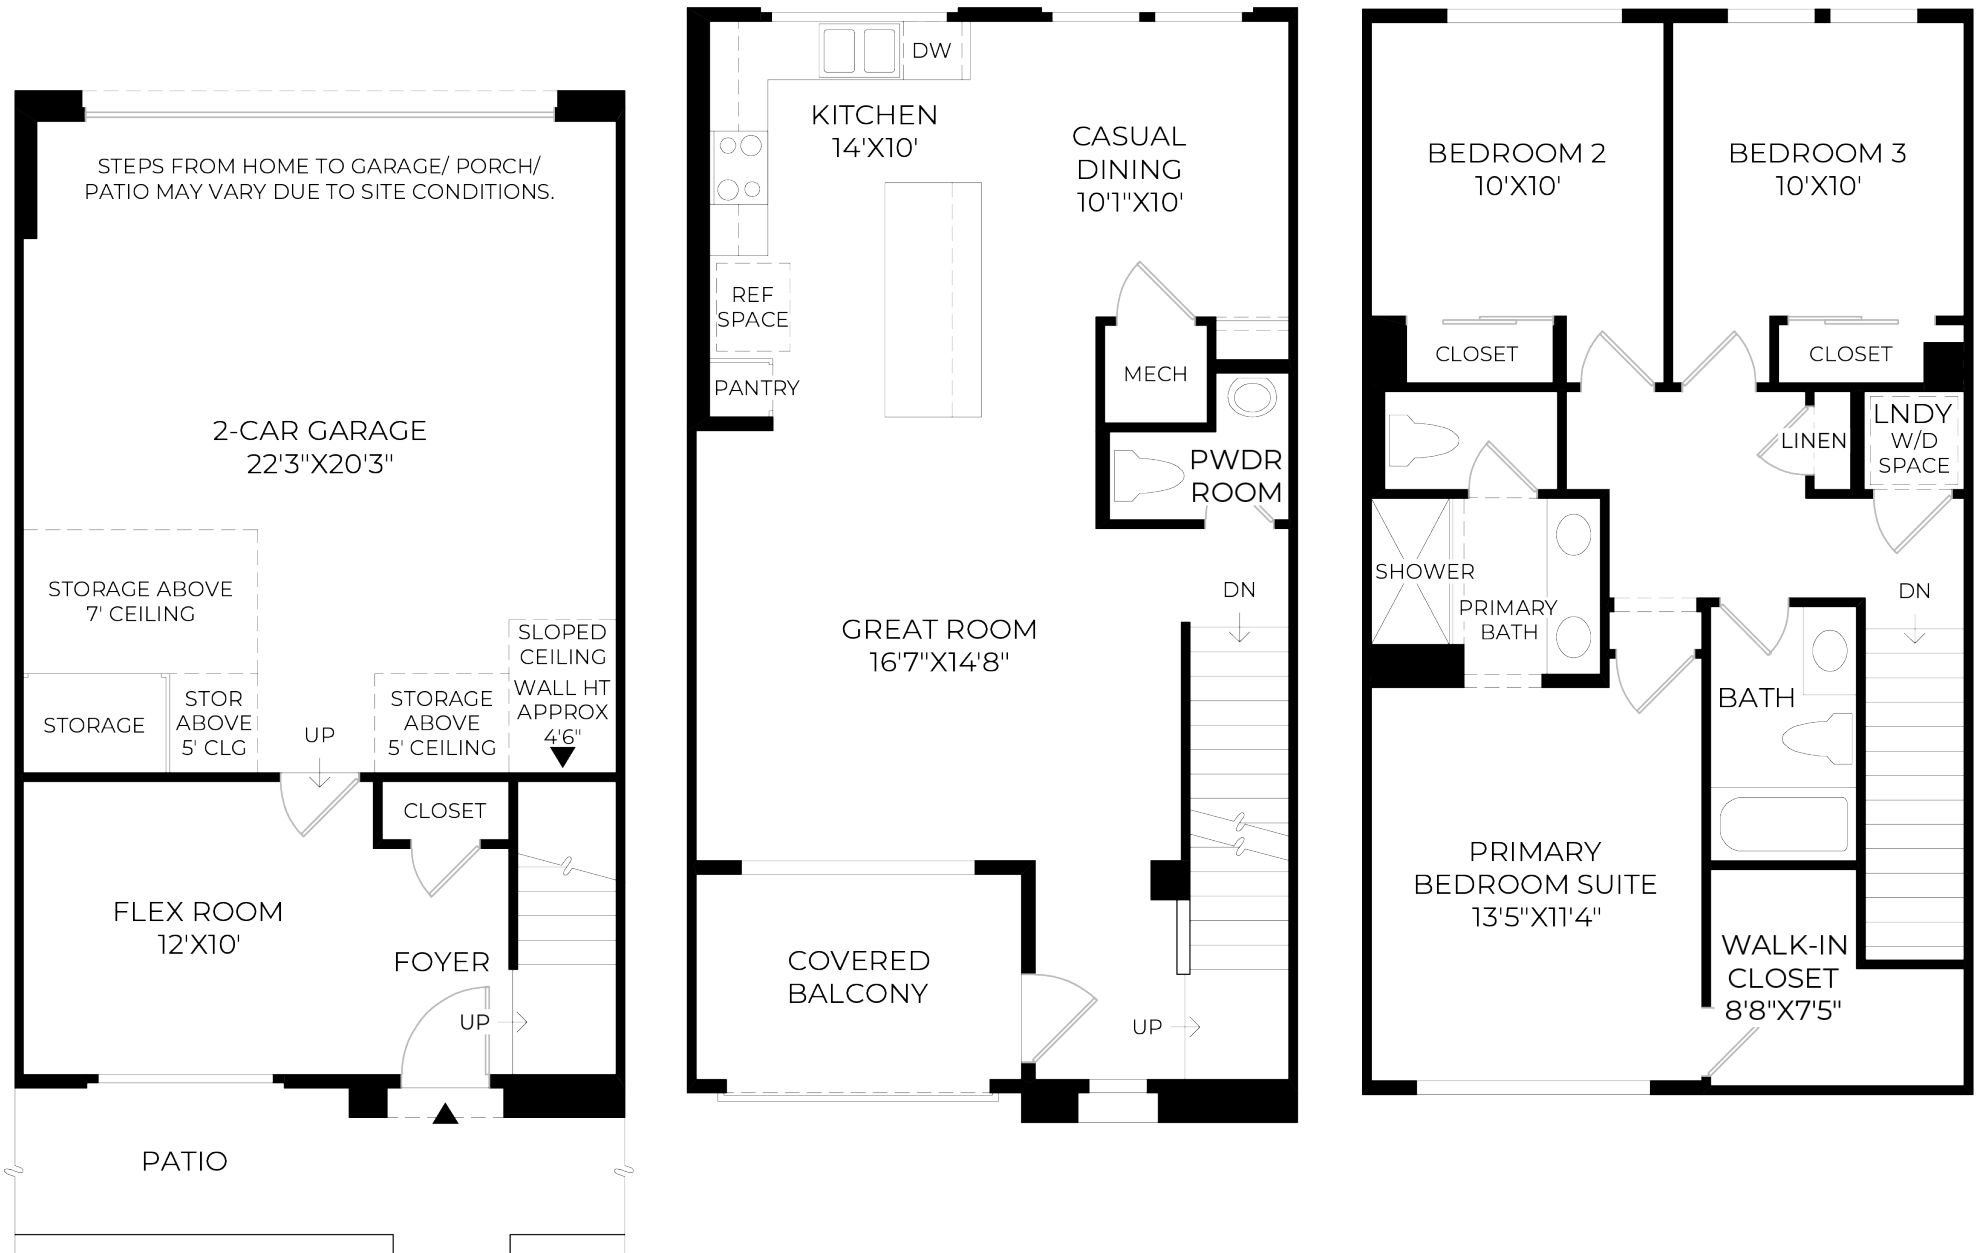 STEPS FROM HOME TO GARAGE/ PORCH/
PATIO MAY VARY DUE TO SITE CONDITIONS.
2-CAR GARAGE
22'3"X20'3"
STORAGE ABOVE
7' CEILING
STORAGE
STOR
ABOVE
5' CLG
UP
STORAGE
ABOVE
5' CEILING
SLOPED
CEILING
WALL HT
APPROX
4'6"
CLOSET
FLEX ROOM
12'X10'
FOYER
UP
PATIO
DW
KITCHEN
14'X10'
CASUAL
DINING
10'1"X10'
REF
SPACE
PANTRY
MECH
PWDR
ROOM
DN
GREAT ROOM
16'7"X14'8"
COVERED
BALCONY
UP
BEDROOM 2
10'X10'
BEDROOM 3
10'X10'
CLOSET
CLOSET
LINEN
LNDY
W/D
SPACE
SHOWER
PRIMARY
BATH
DN
BATH
PRIMARY
BEDROOM SUITE
13'5"X11'4"
WALK-IN
CLOSET
8'8"X7'5"